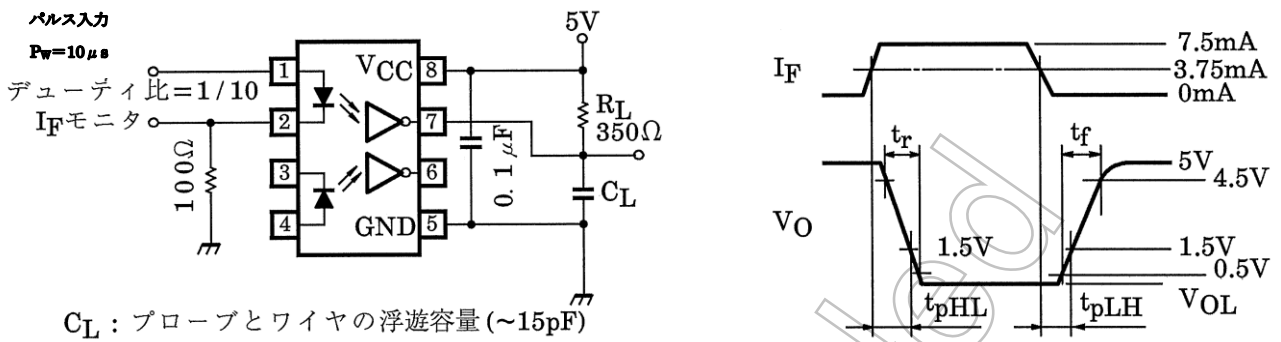 パルス入力
PW=10μs
デューティ比=1/10
IFモニタ
100Ω
1
2
3
4
VCC
GND
8
7
6
5
0.1μF
5V
RL
350Ω
CL
CL : プローブとワイヤの浮遊容量(~15pF)
IF
7.5mA
3.75mA
0mA
tr
tf
5V
4.5V
VO
1.5V
1.5V
0.5V
VOL
tpHL
tpLH